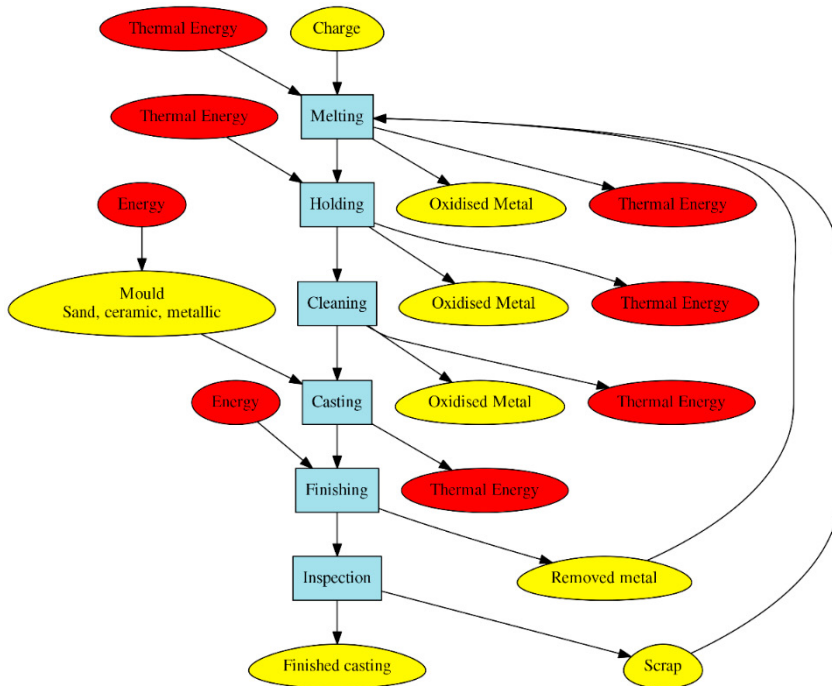 Thermal Energy
Charge
Thermal Energy
Melting
Energy
Holding
Oxidised Metal
Thermal Energy
Mould
Sand, ceramic, metallic
Cleaning
Oxidised Metal
Thermal Energy
Energy
Casting
Oxidised Metal
Thermal Energy
Finishing
Thermal Energy
Inspection
Removed metal
Finished casting
Scrap